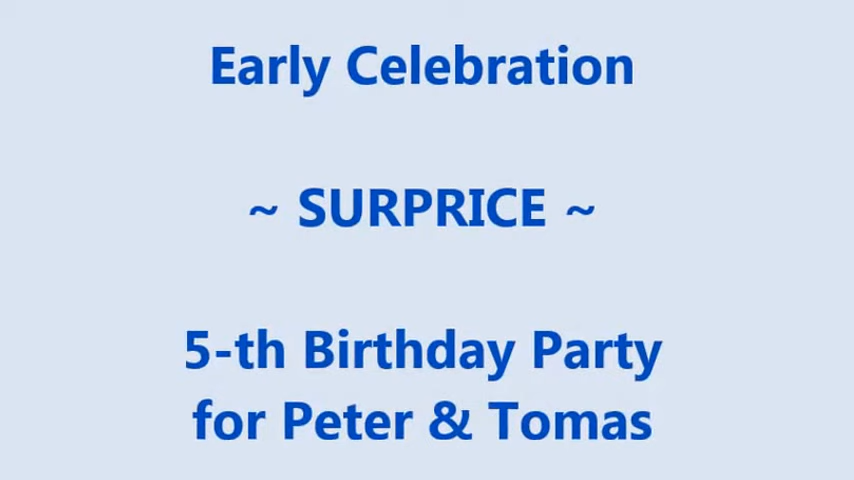 Early Celebration
~ SURPRICE ~
5-th Birthday Party
for Peter & Tomas